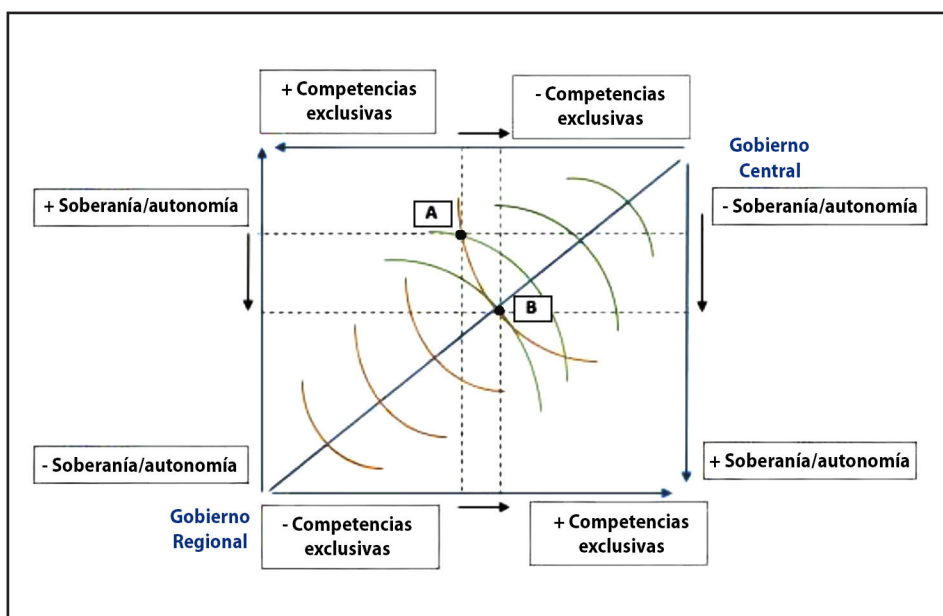 + Competencias
exclusivas
- Competencias
exclusivas
Gobierno
Central
+ Soberanía/autonomía
- Soberanía/autonomía
A
B
- Soberanía/autonomía
+ Soberanía/autonomía
Gobierno
Regional
- Competencias
exclusivas
+ Competencias
exclusivas